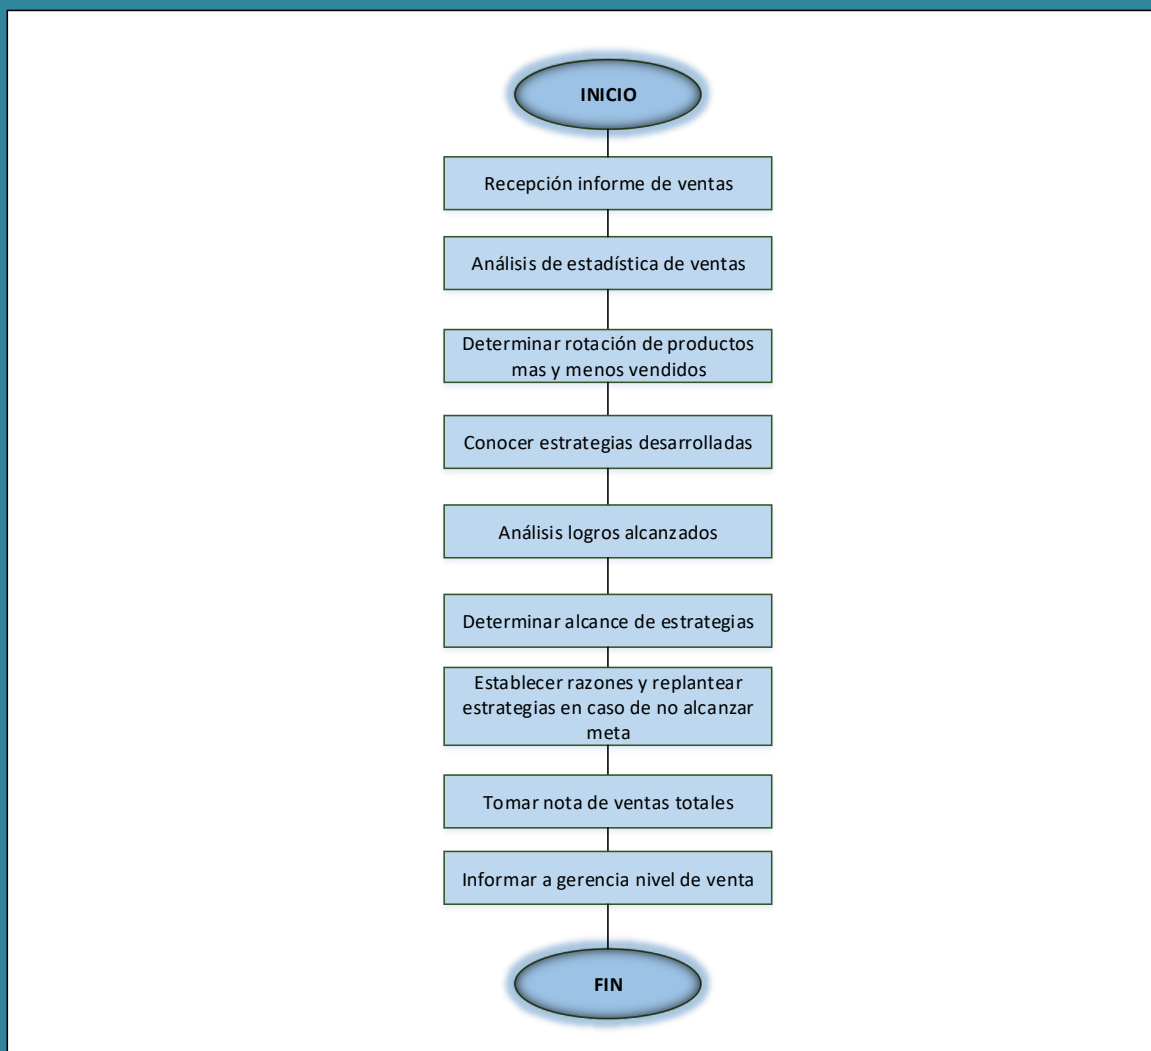 INICIO
Recepción informe de ventas
Análisis de estadística de ventas
Determinar rotación de productos
mas y menos vendidos
Conocer estrategias desarrolladas
Análisis logros alcanzados
Determinar alcance de estrategias
Establecer razones y replantear
estrategias en caso de no alcanzar
meta
Tomar nota de ventas totales
Informar a gerencia nivel de venta
FIN